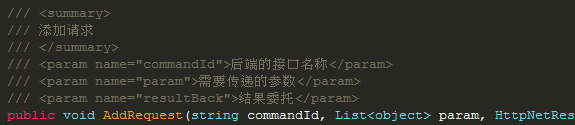 /// <summary>
/// 添加请求
/// </summary>
/// <param name="commandId">后端的接口名称</param>
/// <param name="param">需要传递的参数</param>
/// <param name="resultBack">结果委托</param>
public void AddRequest(string commandId, List<object> param, HttpNetRes